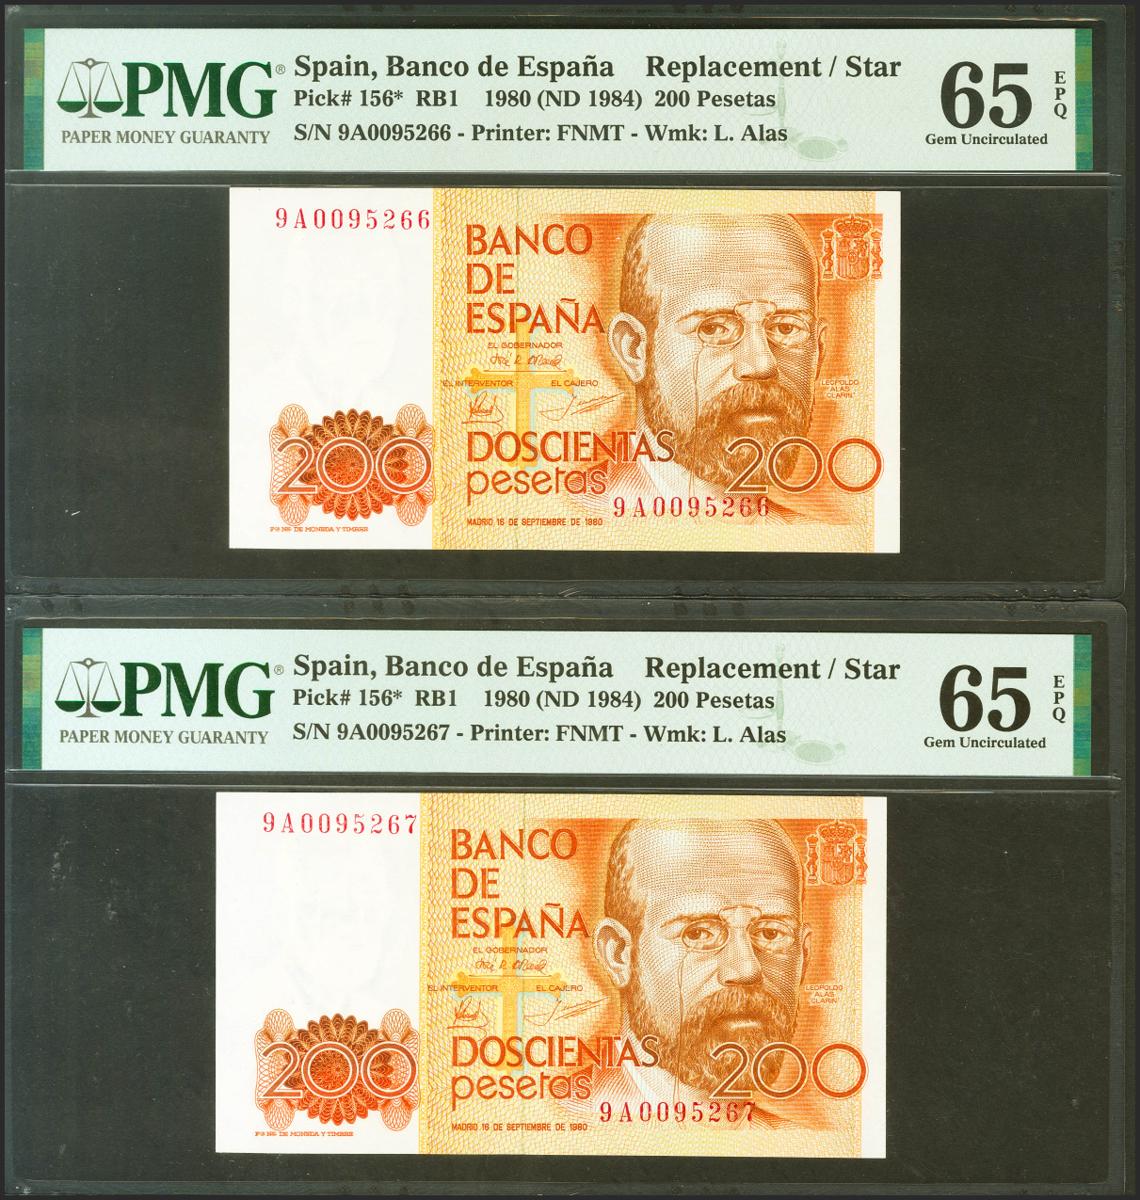 PMG®
PAPER MONEY GUARANTY
Spain, Banco de España Replacement / Star
Pick# 156* RB1 1980 (ND 1984) 200 Pesetas
S/N 9A0095266 - Printer: FNMT - Wmk: L. Alas
65 EPQ
Gem Uncirculated
9A0095266
BANCO
DE
ESPAÑA
EL GOBERNADOR
EL INTERVENTOR EL CAJERO
LEOPOLDO
ALAS
"CLARIN"
200
DOSCIENTAS 200
pesetas
9A0095266
MADRID 16 DE SEPTIEMBRE DE 1980
PMG®
PAPER MONEY GUARANTY
Spain, Banco de España Replacement / Star
Pick# 156* RB1 1980 (ND 1984) 200 Pesetas
S/N 9A0095267 - Printer: FNMT - Wmk: L. Alas
65 EPQ
Gem Uncirculated
9A0095267
BANCO
DE
ESPAÑA
EL GOBERNADOR
EL INTERVENTOR EL CAJERO
LEOPOLDO
ALAS
"CLARIN"
200
DOSCIENTAS 200
pesetas
9A0095267
MADRID 16 DE SEPTIEMBRE DE 1980